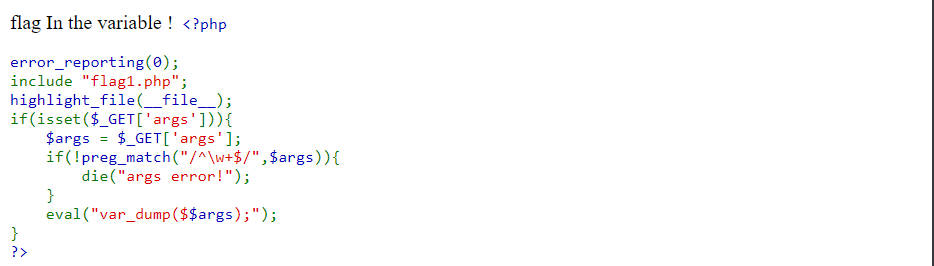 flag In the variable ! <?php
error_reporting(0);
include "flag1.php";
highlight_file(__file__);
if(isset($_GET['args'])){
    $args = $_GET['args'];
    if(!preg_match("/^\w+$/",$args)){
        die("args error!");
    }
    eval("var_dump($$args);");
}
?>